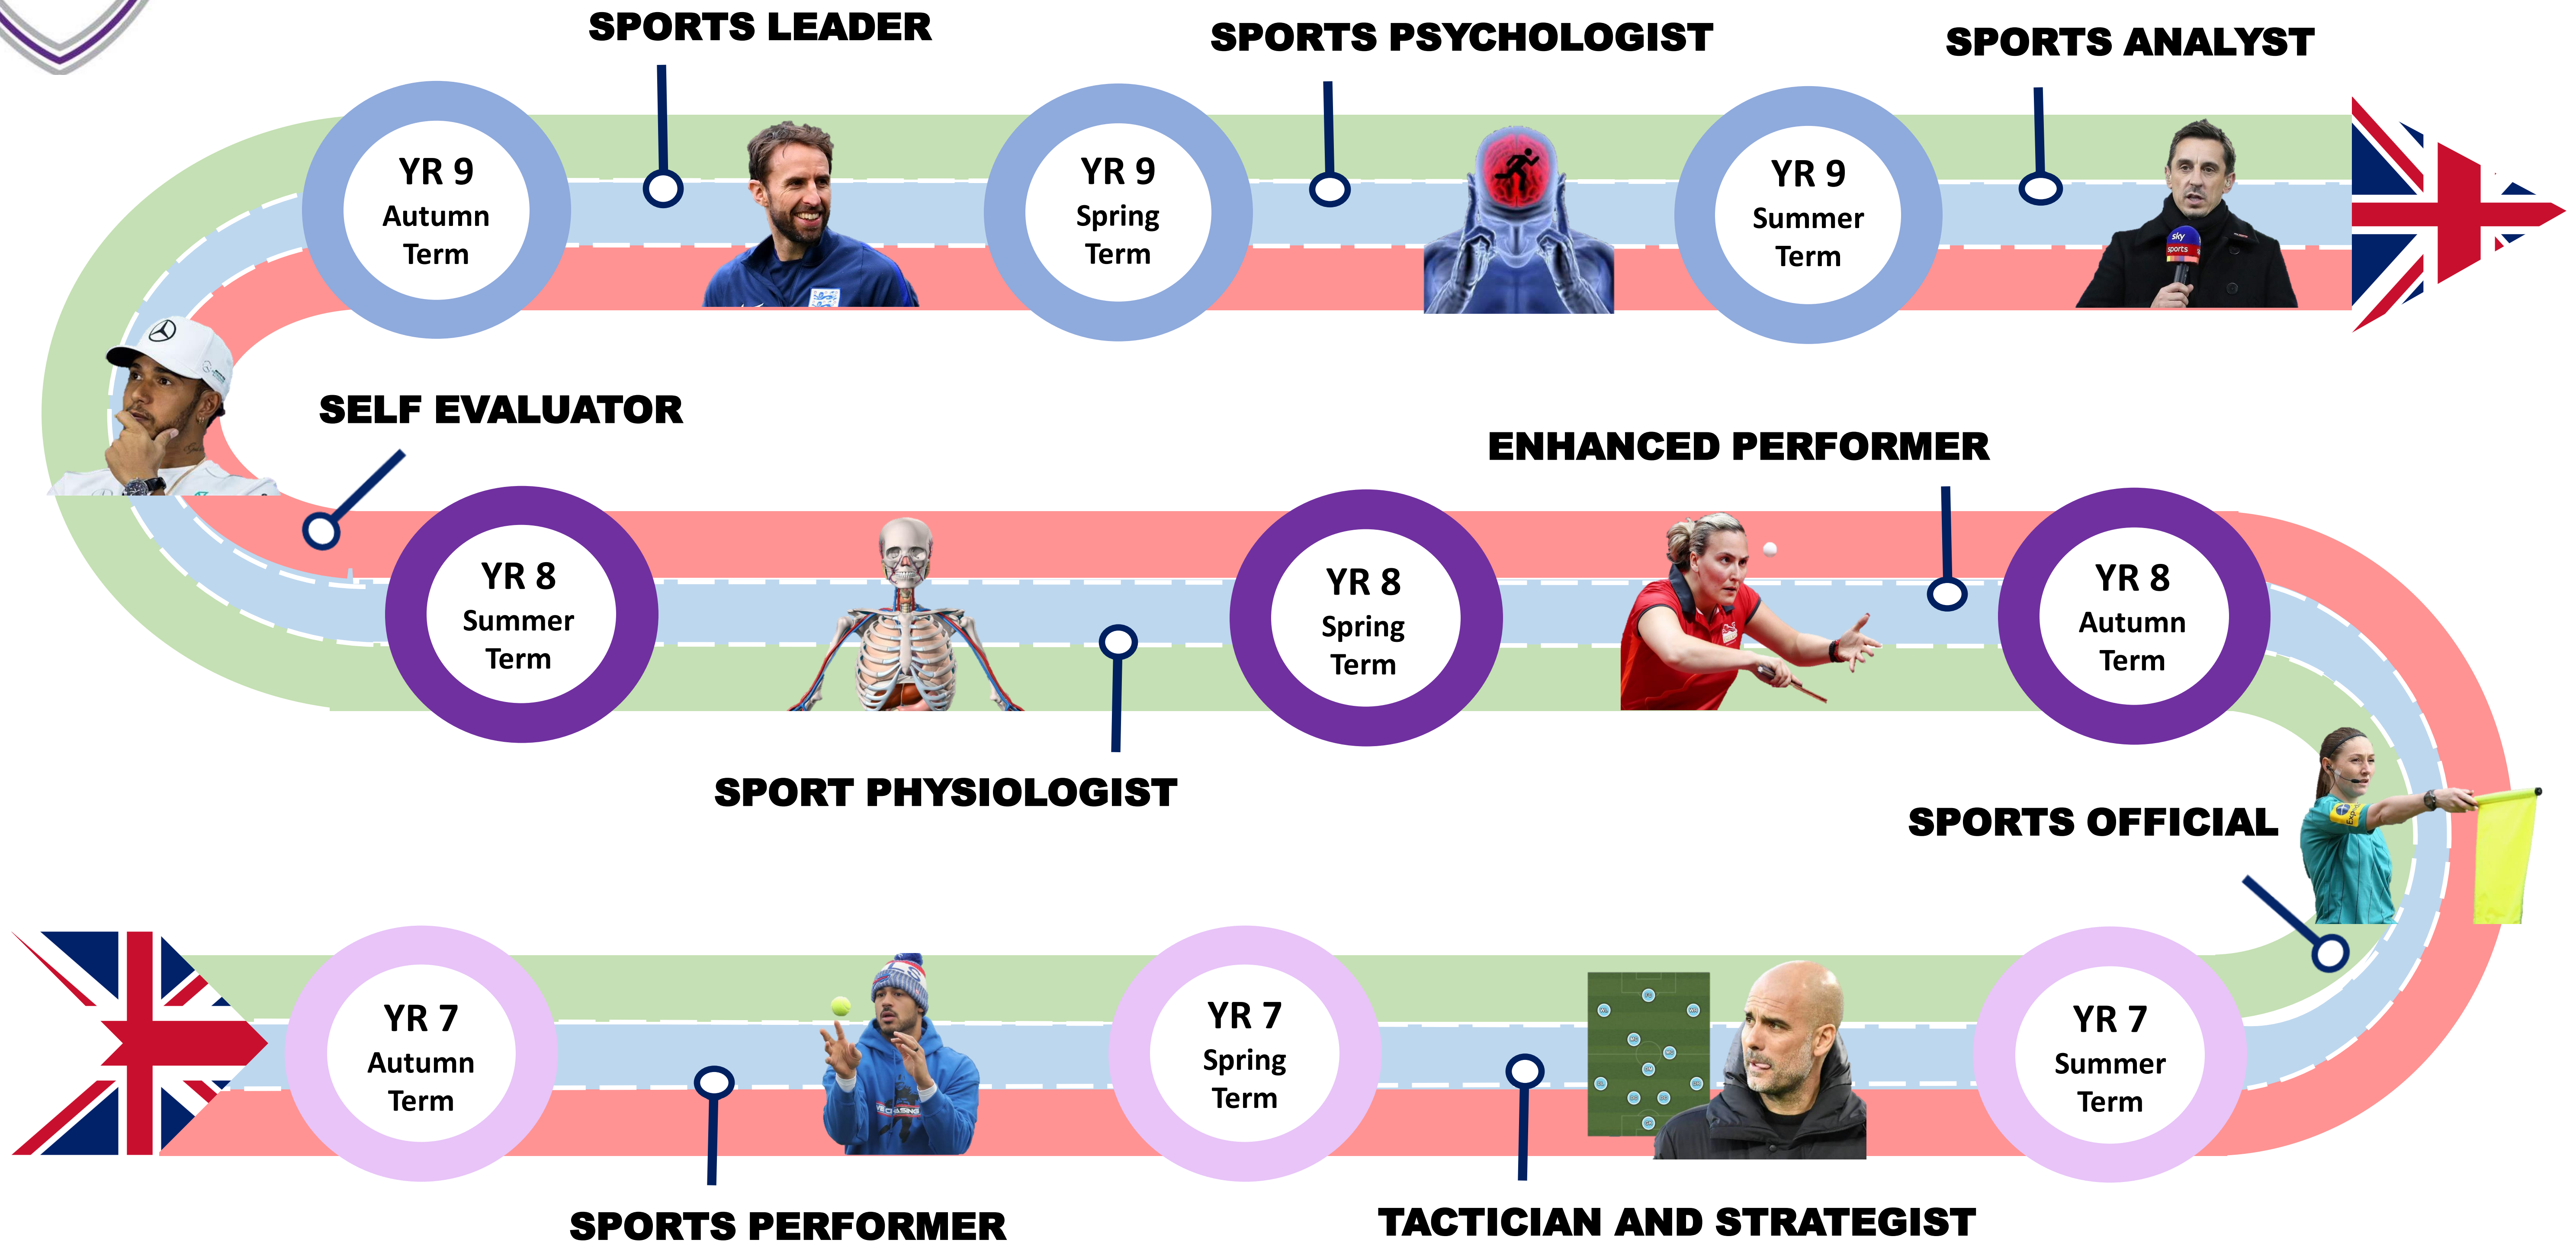 SPORTS LEADER
SPORTS PSYCHOLOGIST
SPORTS ANALYST
YR 9
Autumn
Term
YR 9
Spring
Term
YR 9
Summer
Term
sky
sports
SELF EVALUATOR
ENHANCED PERFORMER
YR 8
Summer
Term
YR 8
Spring
Term
YR 8
Autumn
Term
SPORT PHYSIOLOGIST
SPORTS OFFICIAL
YR 7
Autumn
Term
YR 7
Spring
Term
YR 7
Summer
Term
SPORTS PERFORMER
TACTICIAN AND STRATEGIST